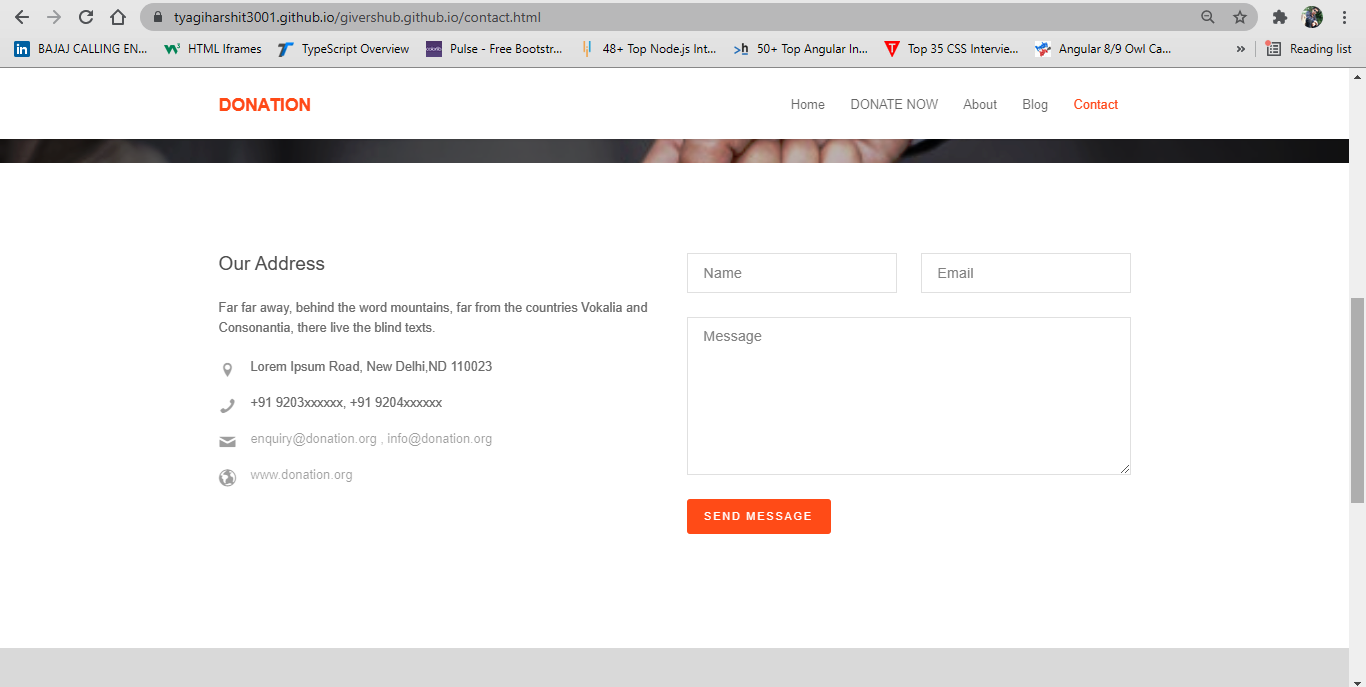 tyagiharshit3001.github.io/givershub.github.io/contact.html
BAJAJ CALLING EN... HTML Iframes TypeScript Overview Pulse - Free Bootstr... 48+ Top Node.js Int... >h 50+ Top Angular In... Top 35 CSS Intervie... Angular 8/9 Owl Ca... » Reading list
DONATION Home DONATE NOW About Blog Contact
Our Address
Far far away, behind the word mountains, far from the countries Vokalia and
Consonantia, there live the blind texts.
Lorem Ipsum Road, New Delhi,ND 110023
+91 9203xxxxxx, +91 9204xxxxxx
enquiry@donation.org , info@donation.org
www.donation.org
Name Email
Message
SEND MESSAGE